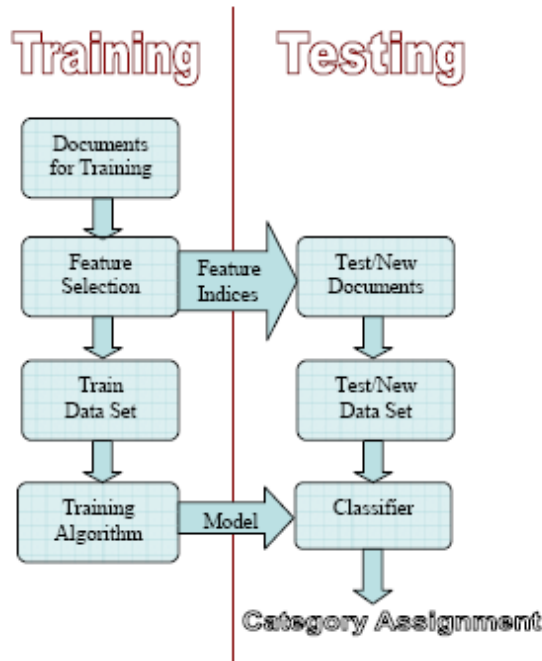 Training
Testing
Documents
for Training
Feature
Selection
Feature
Indices
Test/New
Documents
Train
Data Set
Test/New
Data Set
Training
Algorithm
Model
Classifier
Category Assignment